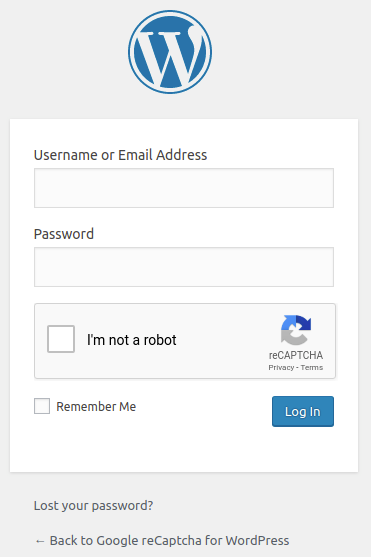 Username or Email Address
Password
I'm not a robot
reCAPTCHA
Privacy - Terms
Remember Me
Log In
Lost your password?
← Back to Google reCaptcha for WordPress